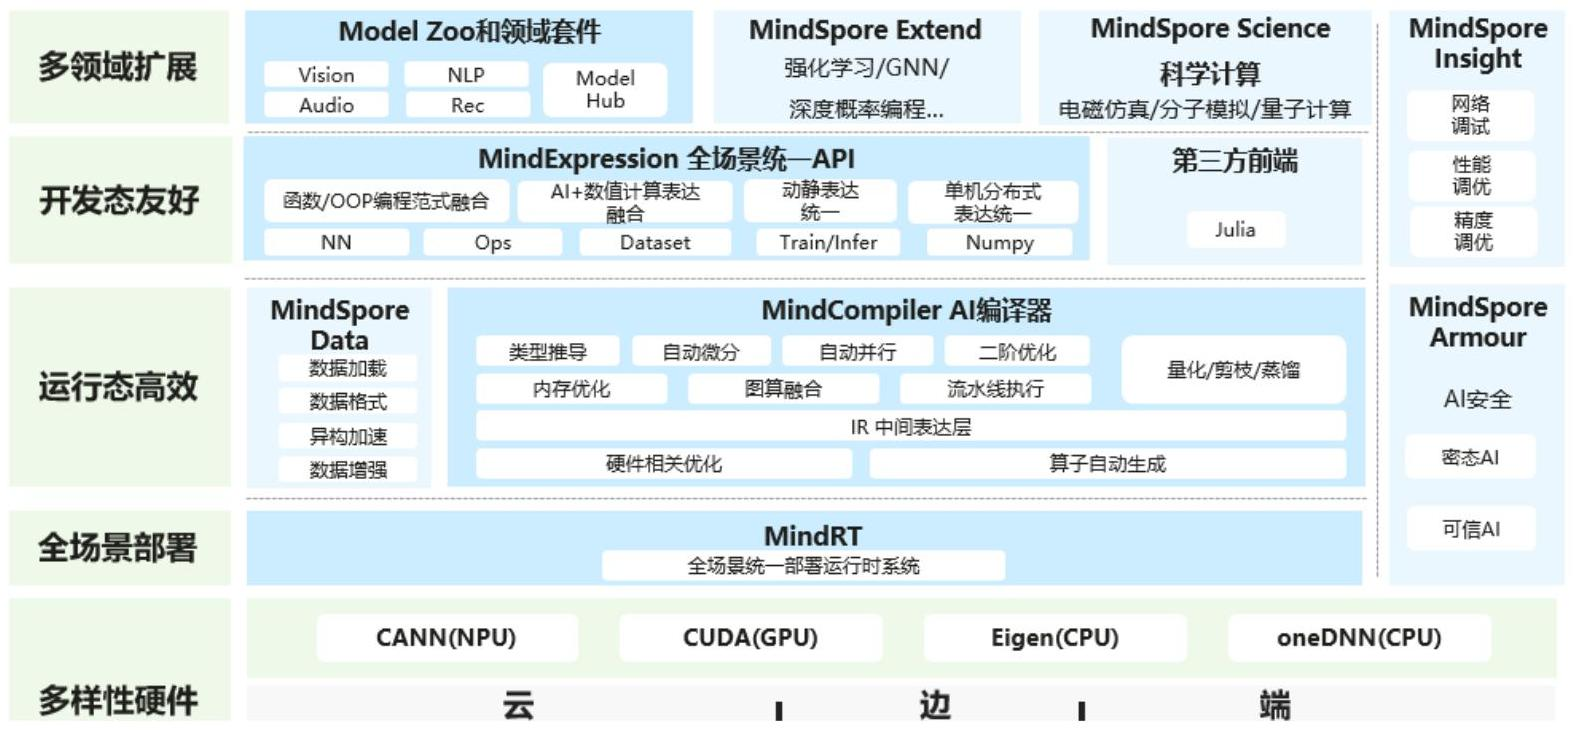 多领域扩展
Model Zoo和领域套件
Vision
NLP
Audio
Rec
Model
Hub
MindSpore Extend
强化学习/GNN/
深度概率编程...
MindSpore Science
科学计算
电磁仿真/分子模拟/量子计算
MindSpore
Insight
网络
调试
性能
调优
精度
调优
开发态友好
MindExpression 全场景统一API
函数/OOP编程范式融合
AI+数值计算表达
融合
动静表达
统一
单机分布式
表达统一
NN
Ops
Dataset
Train/Infer
Numpy
第三方前端
Julia
运行态高效
MindSpore
Data
数据加载
数据格式
异构加速
数据增强
MindCompiler AI编译器
类型推导
自动微分
自动并行
二阶优化
量化/剪枝/蒸馏
内存优化
图算融合
流水线执行
IR 中间表达层
硬件相关优化
算子自动生成
MindSpore
Armour
AI安全
密态AI
可信AI
全场景部署
MindRT
全场景统一部署运行时系统
多样性硬件
CANN(NPU)
CUDA(GPU)
Eigen(CPU)
oneDNN(CPU)
云
边
端